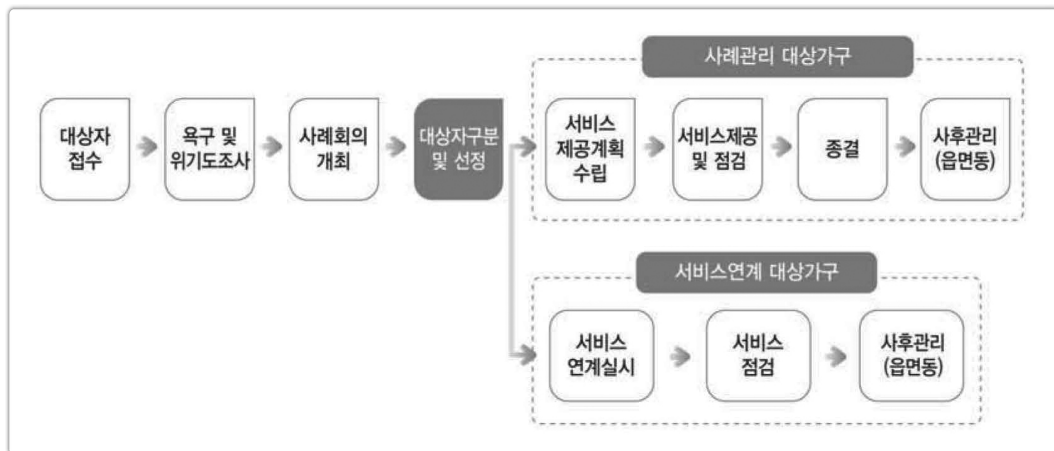 사례관리 대상가구
대상자
접수
욕구 및
위기도조사
사례회의
개최
대상자구분
및 선정
서비스
제공계획
수립
서비스제공
및 점검
종결
사후관리
(읍면동)
서비스연계 대상가구
서비스
연계실시
서비스
점검
사후관리
(읍면동)